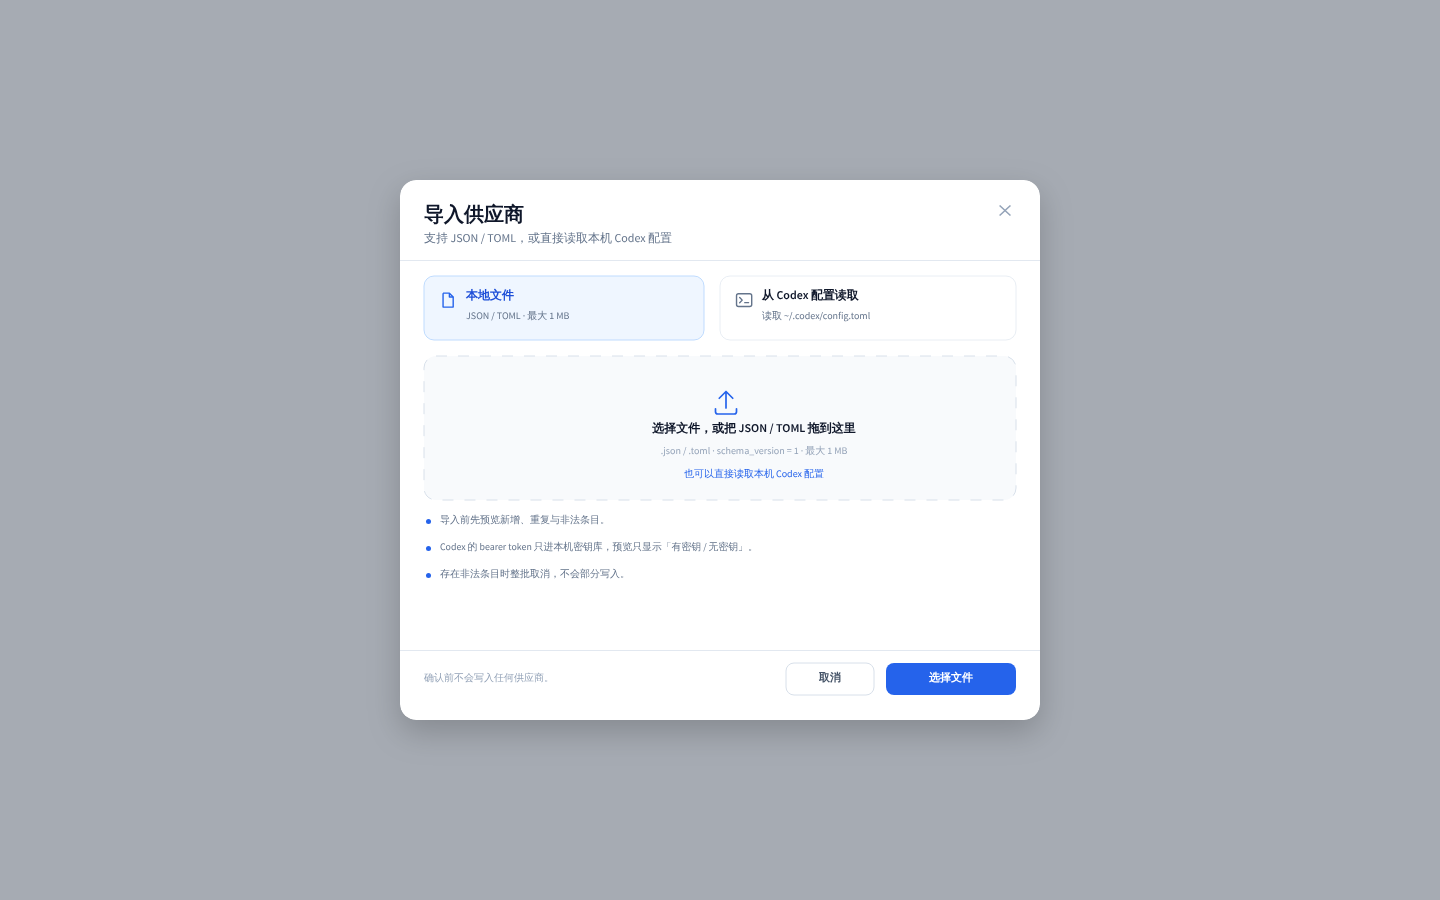 导入供应商
支持 JSON / TOML，或直接读取本机 Codex 配置
本地文件
JSON / TOML · 最大 1 MB
从 Codex 配置读取
读取 ~/.codex/config.toml
选择文件，或把 JSON / TOML 拖到这里
.json / .toml · schema_version = 1 · 最大 1 MB
也可以直接读取本机 Codex 配置
导入前先预览新增、重复与非法条目。
Codex 的 bearer token 只进本机密钥库，预览只显示「有密钥 / 无密钥」。
存在非法条目时整批取消，不会部分写入。
确认前不会写入任何供应商。
取消
选择文件